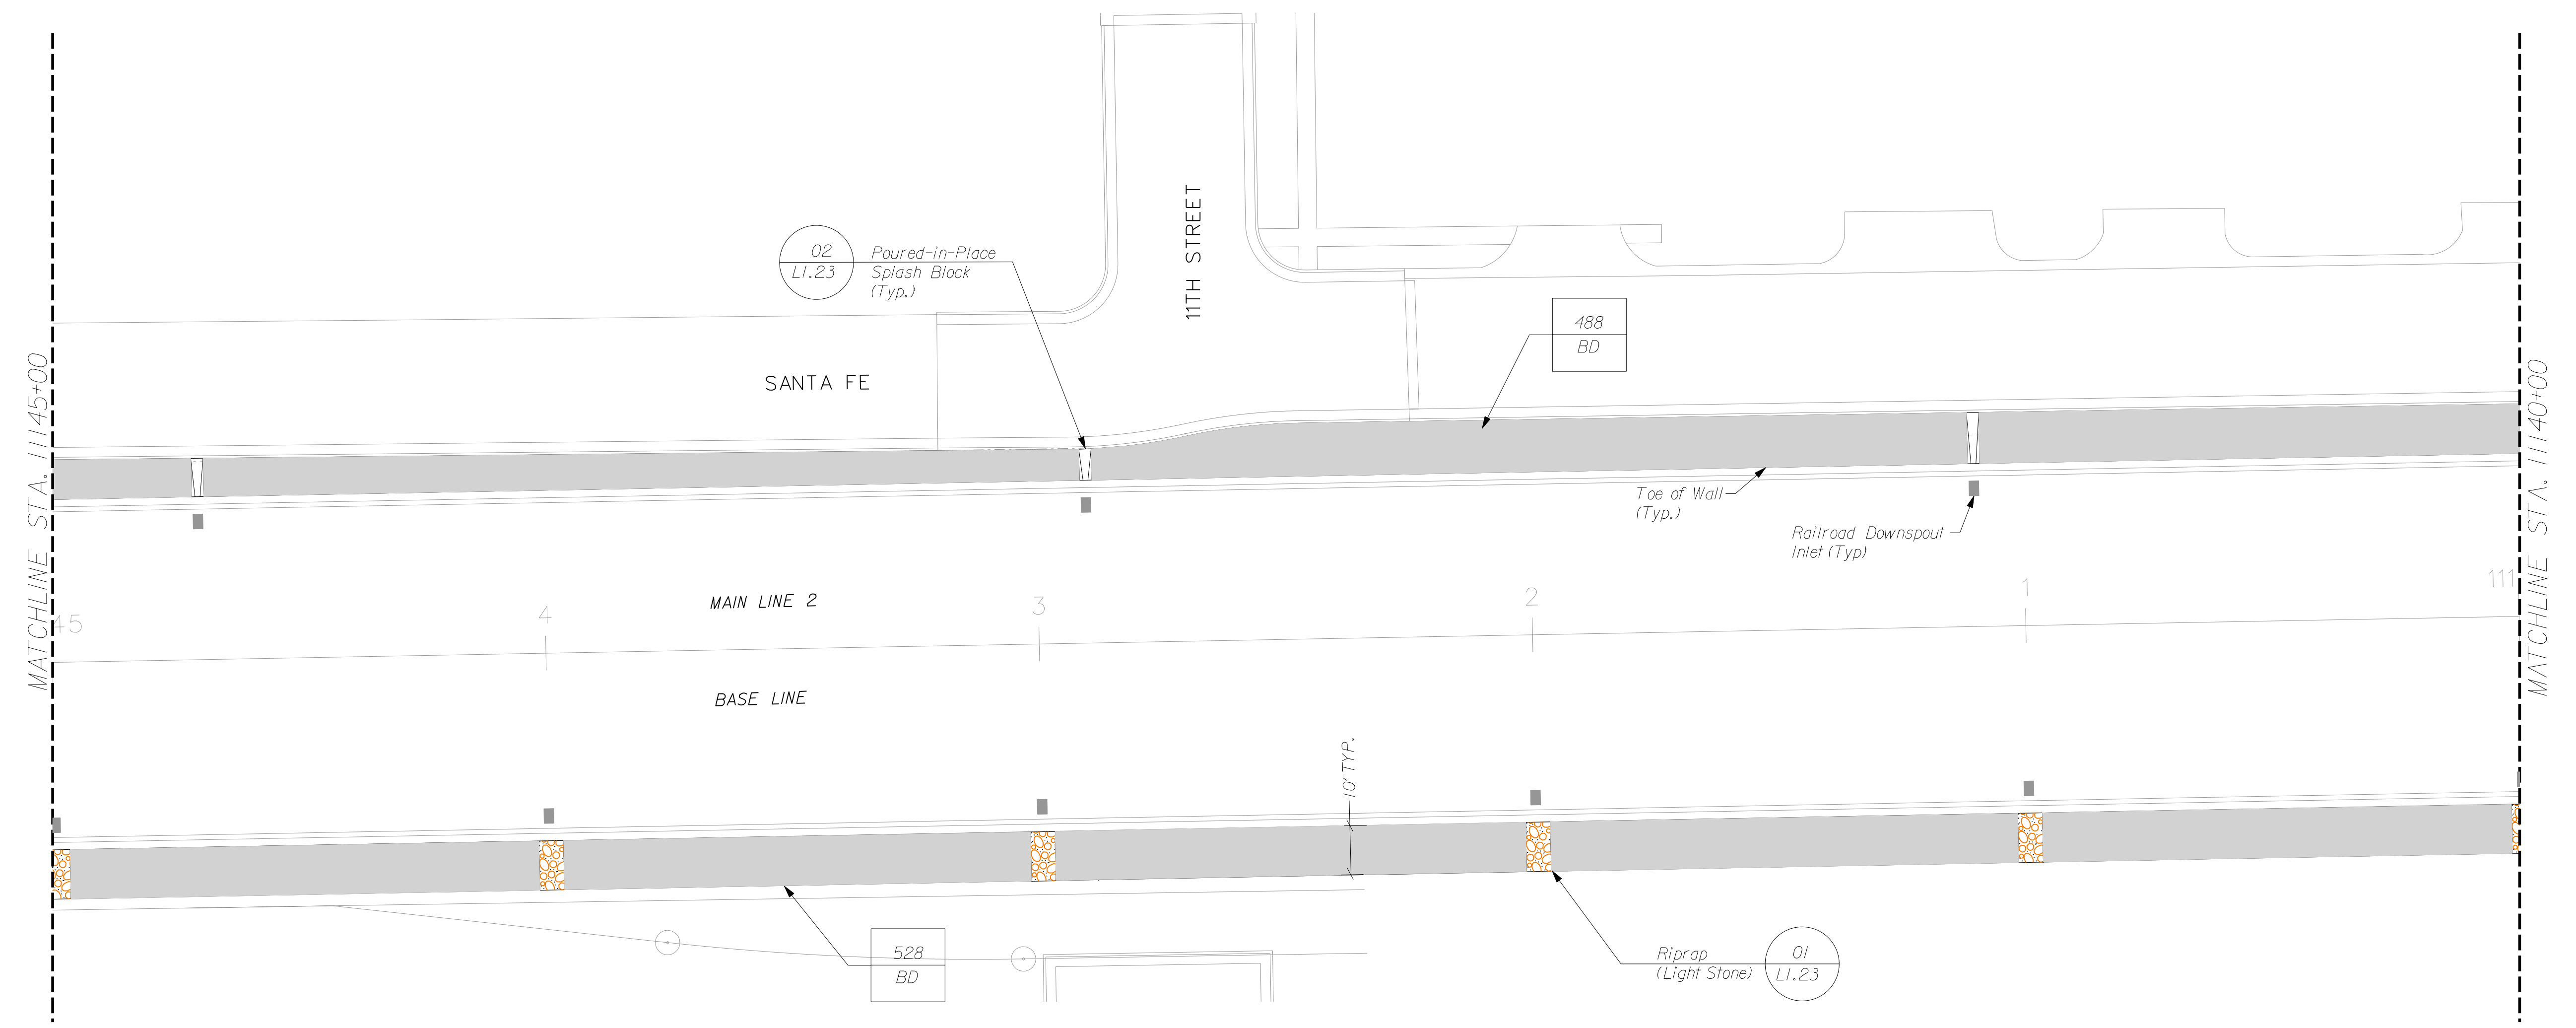 11TH STREET
02
L1.23
Poured-in-Place
Splash Block
(Typ.)
488
BD
SANTA FE
MATCHLINE STA. 11145+00
MATCHLINE STA. 11140+00
Toe of Wall
(Typ.)
Railroad Downspout
Inlet (Typ)
45
4
3
2
1
111
MAIN LINE 2
BASE LINE
10' TYP.
528
BD
Riprap
(Light Stone)
01
L1.23